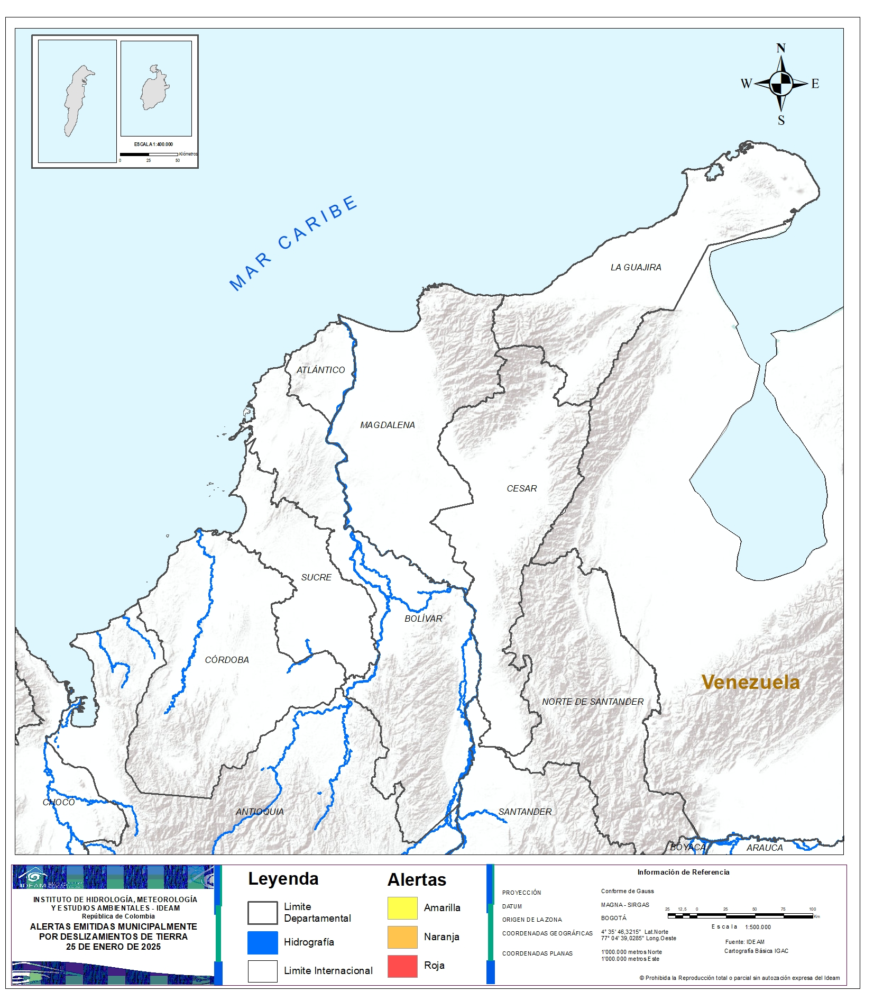 ESCALA 1:400.000
Kilómetros
0 25 50
N
W E
S
MAR CARIBE
LA GUAJIRA
ATLÁNTICO
MAGDALENA
CESAR
SUCRE
BOLÍVAR
CÓRDOBA
Venezuela
NORTE DE SANTANDER
CHOCÓ
ANTIOQUIA
SANTANDER
BOYACÁ
ARAUCA
IDEAM
INSTITUTO DE HIDROLOGÍA, METEOROLOGÍA
Y ESTUDIOS AMBIENTALES - IDEAM
República de Colombia
ALERTAS EMITIDAS MUNICIPALMENTE
POR DESLIZAMIENTOS DE TIERRA
25 DE ENERO DE 2025
Leyenda
Limite
Departamental
Hidrografía
Limite Internacional
Alertas
Amarilla
Naranja
Roja
Información de Referencia
PROYECCIÓN Conforme de Gauss
DATUM MAGNA - SIRGAS
ORIGEN DE LA ZONA BOGOTÁ
COORDENADAS GEOGRÁFICAS 4° 35' 46,3215" Lat.Norte
77° 04' 39,0285" Long.Oeste
COORDENADAS PLANAS 1'000.000 metros Norte
1'000.000 metros Este
25 12,5 0 25 50 75 100
Km
Escala 1:500.000
Fuente: IDEAM
Cartografía Básica IGAC
© Prohibida la Reproducción total o parcial sin autozación expresa del Ideam